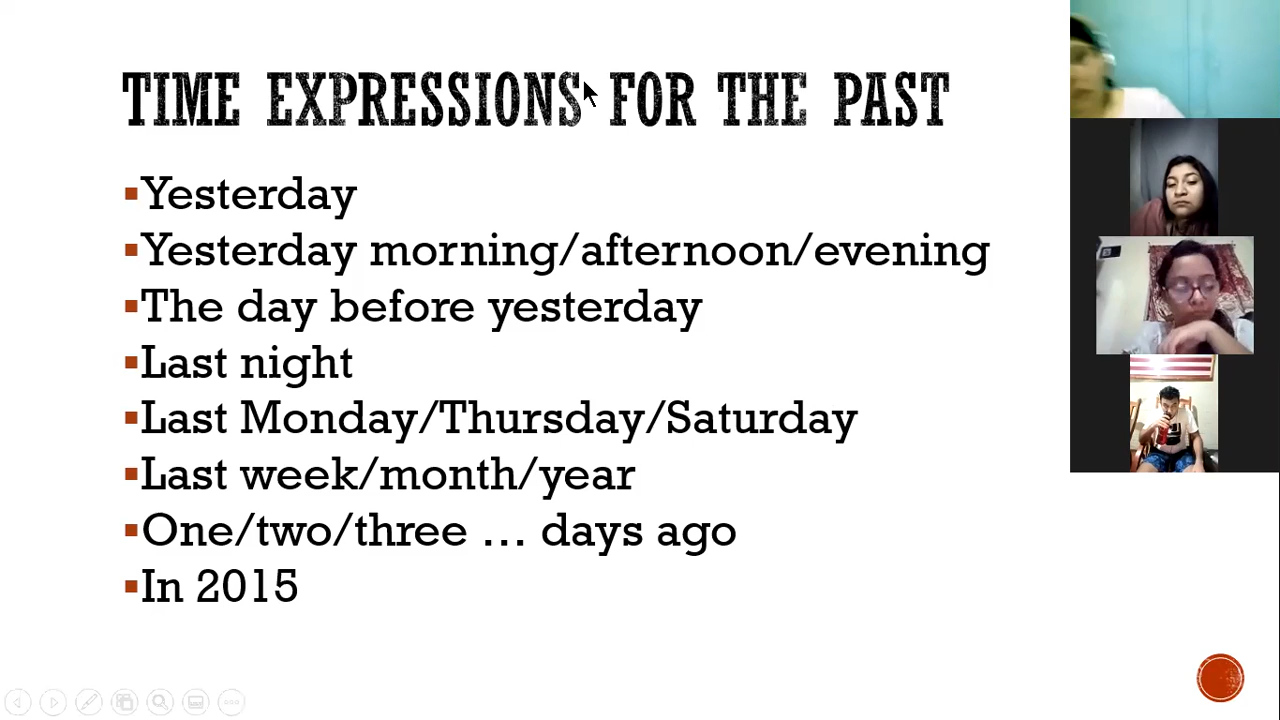 TIME EXPRESSIONS FOR THE PAST
Yesterday
Yesterday morning/afternoon/evening
The day before yesterday
Last night
Last Monday/Thursday/Saturday
Last week/month/year
One/two/three … days ago
In 2015